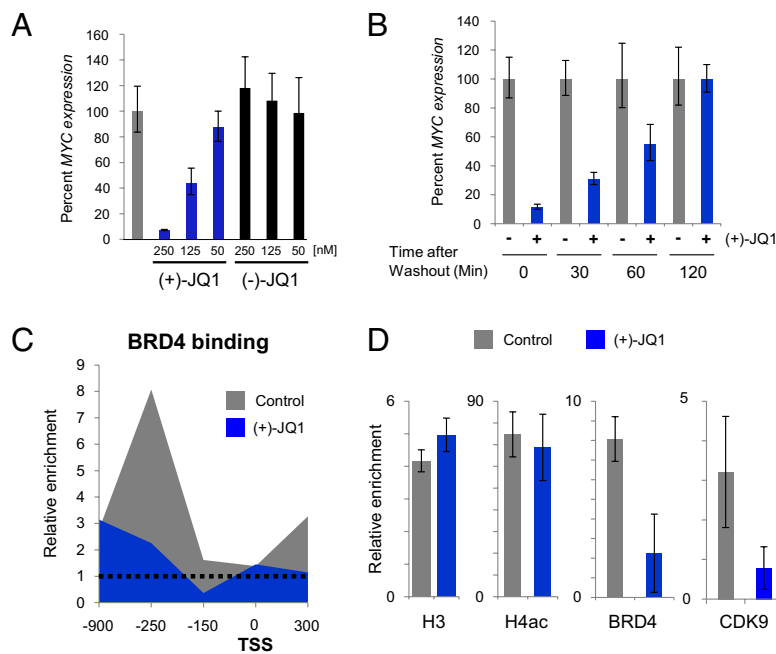 A
Percent MYC expression
160
140
120
100
80
60
40
20
0
250 125 50 250 125 50 [nM]
(+)-JQ1 (-)-JQ1
B
Percent MYC expression
140
120
100
80
60
40
20
0
- + - + - + - + (+)-JQ1
Time after
Washout (Min) 0 30 60 120
C
BRD4 binding
Control
(+)-JQ1
Relative enrichment
9
8
7
6
5
4
3
2
1
0
-900 -250 -150 0 300
TSS
D
Control (+)-JQ1
Relative enrichment
6 90 10 5
0 00 0 0
H3 H4ac BRD4 CDK9